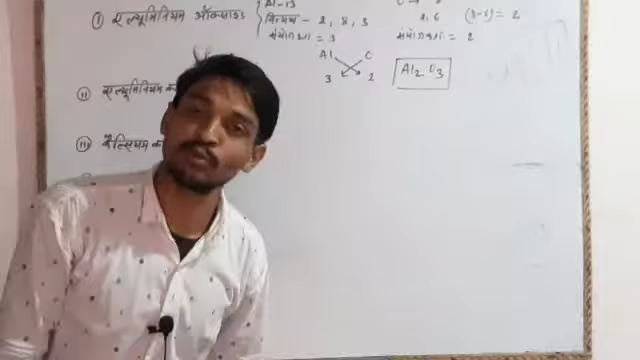 (i) एल्यूमिनियम ऑक्साइड
Al-13
विन्यास - 2, 8, 3
संयोजकता = 3
2, 6 (8-6) = 2
संयोजकता = 2
Al O
3 2
Al2 O3
(ii) एल्यूमिनियम
(iii) कैल्सियम का